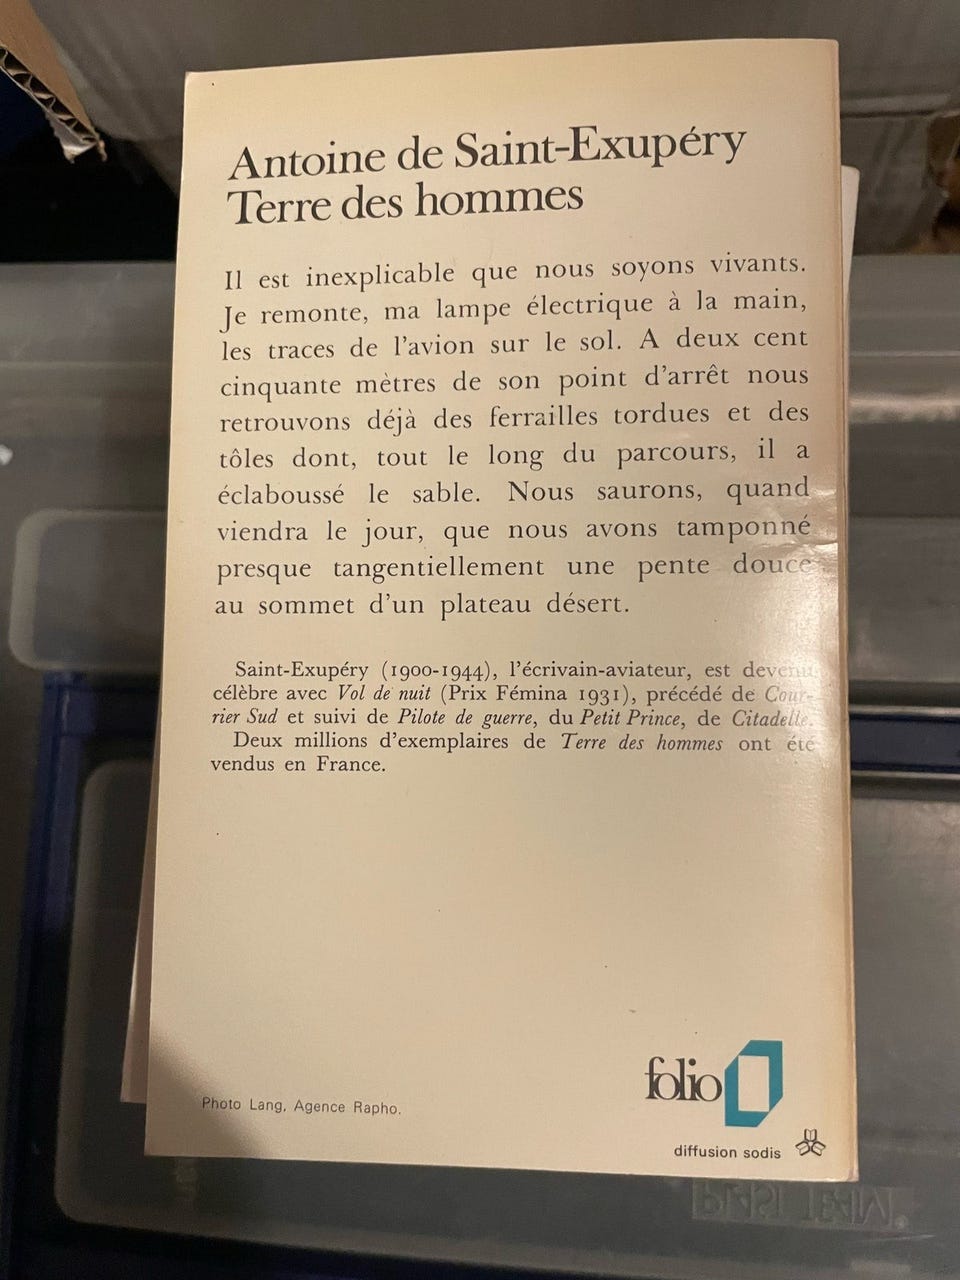 Antoine de Saint-Exupéry
Terre des hommes
Il est inexplicable que nous soyons vivants.
Je remonte, ma lampe électrique à la main,
les traces de l'avion sur le sol. A deux cent
cinquante mètres de son point d'arrêt nous
retrouvons déjà des ferrailles tordues et des
tôles dont, tout le long du parcours, il a
éclaboussé le sable. Nous saurons, quand
viendra le jour, que nous avons tamponné
presque tangentiellement une pente douce
au sommet d'un plateau désert.
Saint-Exupéry (1900-1944), l'écrivain-aviateur, est devenu
célèbre avec Vol de nuit (Prix Fémina 1931), précédé de Cour-
rier Sud et suivi de Pilote de guerre, du Petit Prince, de Citadelle.
Deux millions d'exemplaires de Terre des hommes ont été
vendus en France.
folio
Photo Lang, Agence Rapho.
diffusion sodis
PLAST TEAM